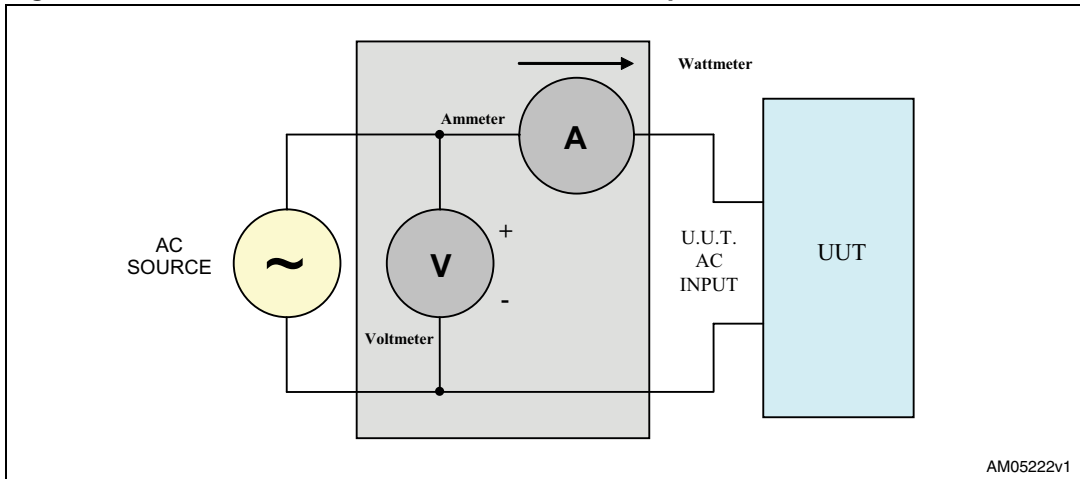 Wattmeter
Ammeter
A
AC
SOURCE
~
V
+
-
Voltmeter
U.U.T.
AC
INPUT
UUT
AM05222v1